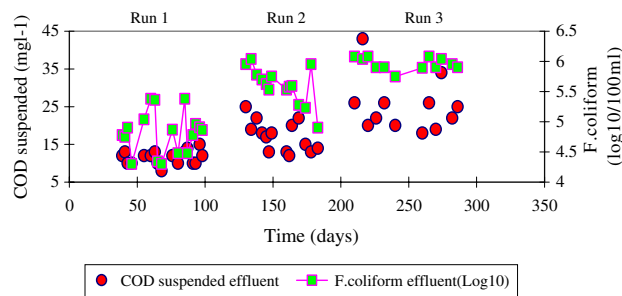 Run 1 Run 2 Run 3
COD suspended (mgl-1)
45
35
25
15
5
6.5
6
5.5
5
4.5
4
F.coliform
(log10/100ml)
0 50 100 150 200 250 300 350
Time (days)
COD suspended effluent F.coliform effluent(Log10)